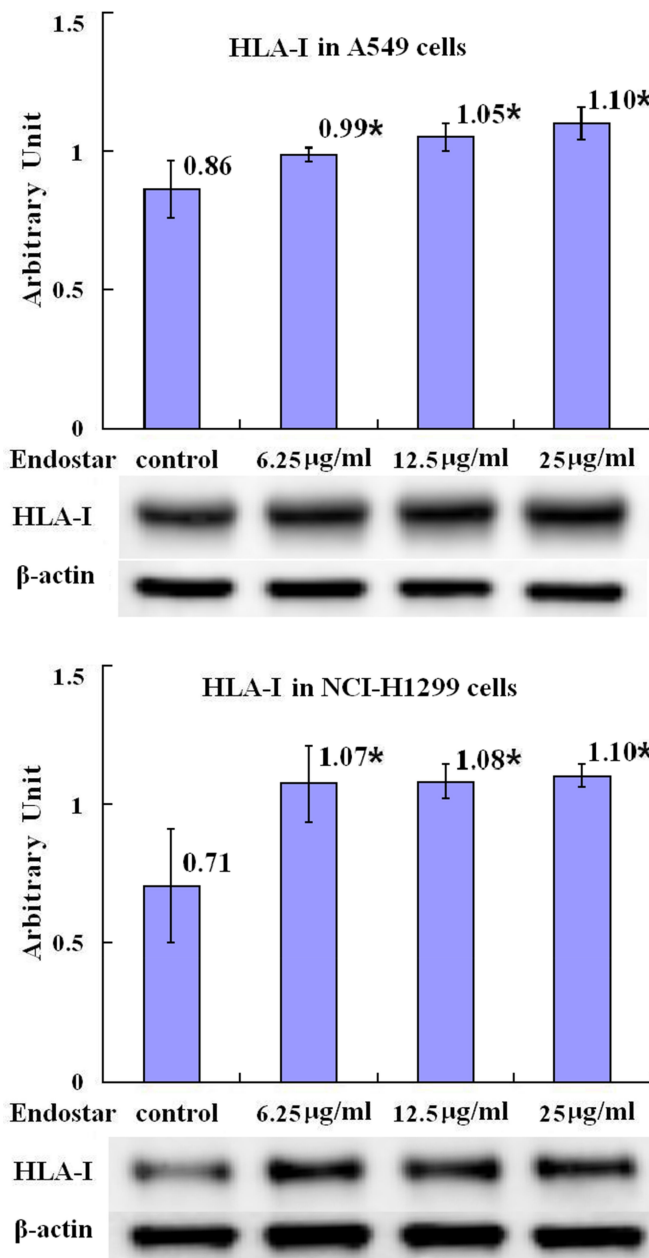 1.5
HLA-I in A549 cells
1.10*
1.05*
0.99*
1
0.86
Arbitrary Unit
0.5
0
Endostar control 6.25μg/ml 12.5μg/ml 25μg/ml
HLA-I
β-actin
1.5
HLA-I in NCI-H1299 cells
1.07* 1.08* 1.10*
1
0.71
Arbitrary Unit
0.5
0
Endostar control 6.25μg/ml 12.5μg/ml 25μg/ml
HLA-I
β-actin